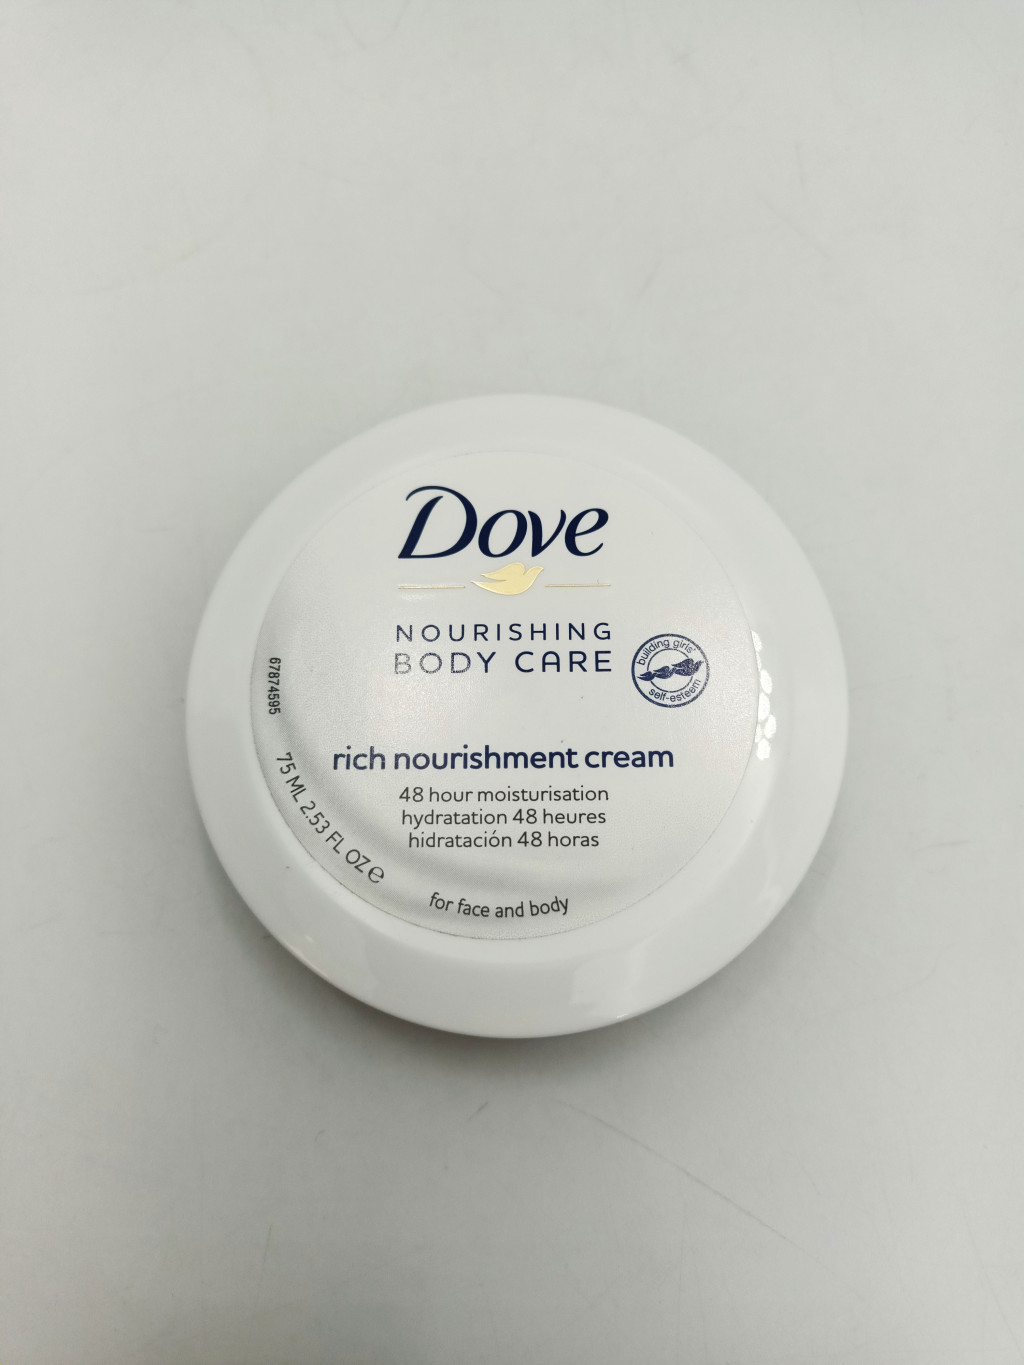 Dove
NOURISHING
BODY CARE
building girls'
self-esteem
rich nourishment cream
48 hour moisturisation
hydratation 48 heures
hidratación 48 horas
for face and body
67874595
75 ML 2.53 FL OZ ℮